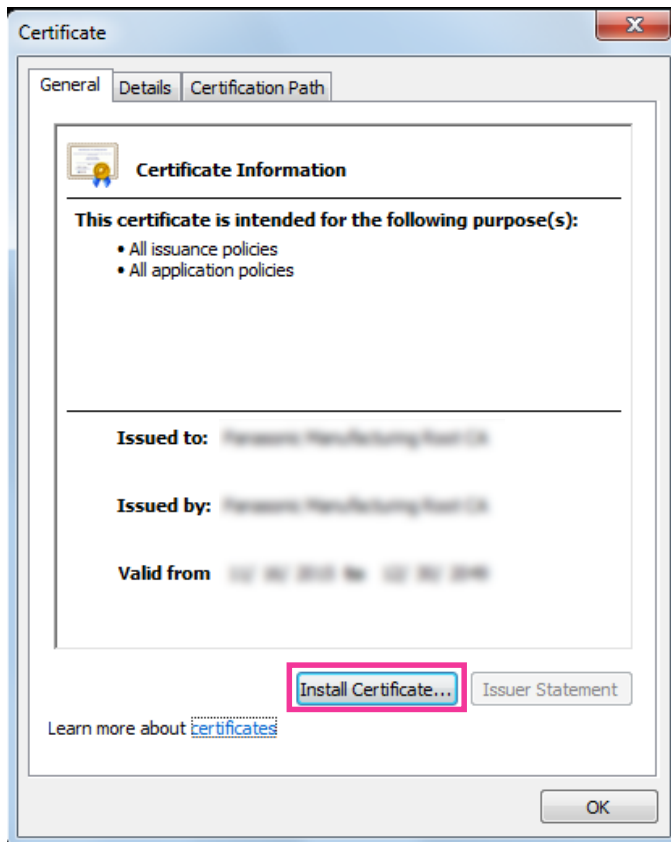 Certificate
General Details Certification Path
Certificate Information
This certificate is intended for the following purpose(s):
• All issuance policies
• All application policies
Issued to:
Issued by:
Valid from
Install Certificate... Issuer Statement
Learn more about certificates
OK